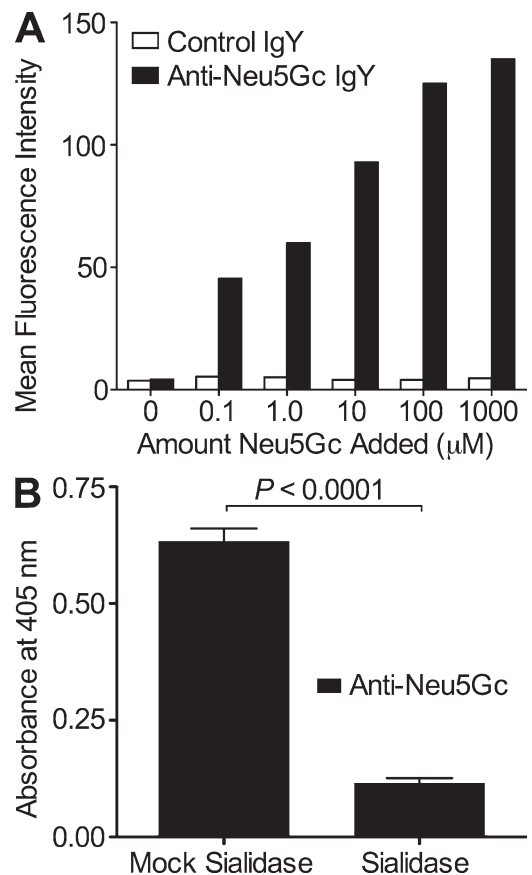 A
Mean Fluorescence Intensity
150
100
50
0
Control IgY
Anti-Neu5Gc IgY
0 0.1 1.0 10 100 1000
Amount Neu5Gc Added (μM)
B
Absorbance at 405 nm
0.75
0.50
0.25
0.00
P < 0.0001
Anti-Neu5Gc
Mock Sialidase Sialidase